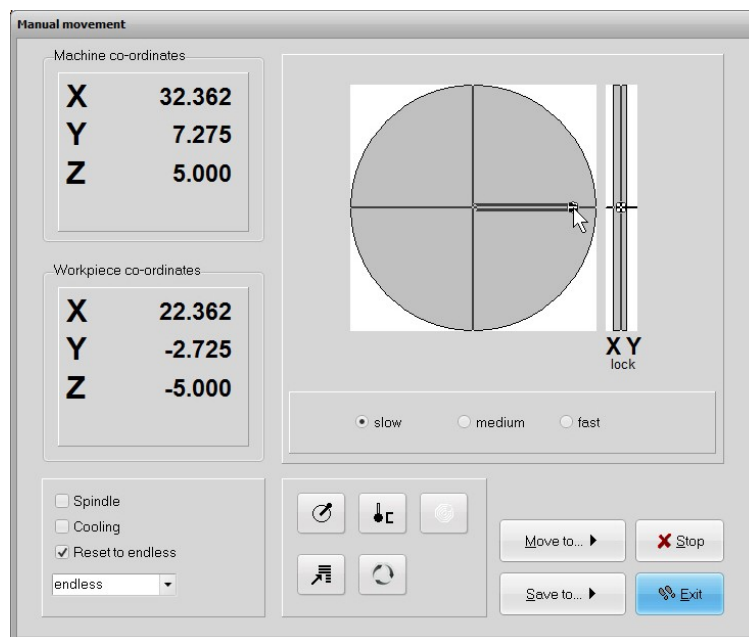 Manual movement
Machine co-ordinates
X 32.362
Y 7.275
Z 5.000
Workpiece co-ordinates
X 22.362
Y -2.725
Z -5.000
X Y
lock
slow medium fast
Spindle
Cooling
Reset to endless
endless
Move to...
Stop
Save to...
Exit